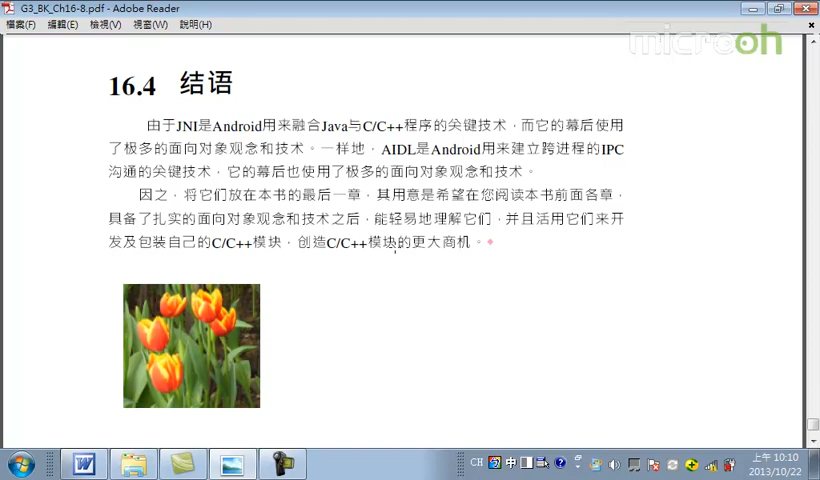 G3_BK_Ch16-8.pdf - Adobe Reader
檔案(F) 編輯(E) 檢視(V) 視窗(W) 說明(H)
microoh
16.4 结语
由于JNI是Android用来融合Java与C/C++程序的关键技术，而它的幕后使用
了极多的面向对象观念和技术。一样地，AIDL是Android用来建立跨进程的IPC
沟通的关键技术，它的幕后也使用了极多的面向对象观念和技术。
因之，将它们放在本书的最后一章，其用意是希望在您阅读本书前面各章，
具备了扎实的面向对象观念和技术之后，能轻易地理解它们，并且活用它们来开
发及包装自己的C/C++模块，创造C/C++模块的更大商机。
CH 中
上午 10:10
2013/10/22